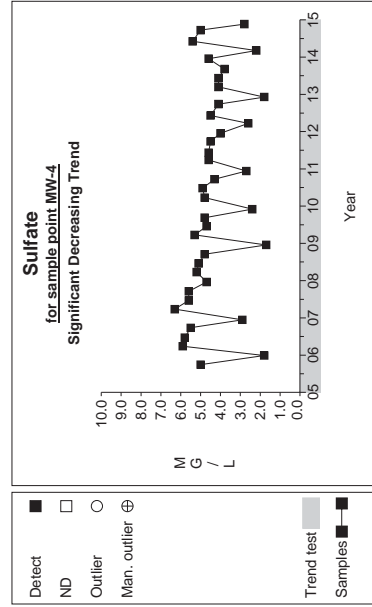 Sulfate
for sample point MW-4
Significant Decreasing Trend
10.0
9.0
8.0
7.0
6.0
5.0
4.0
3.0
2.0
1.0
0.0
M
G
/
L
05 06 07 08 09 10 11 12 13 14 15
Year
Detect
ND
Outlier
Man. outlier
Trend test
Samples